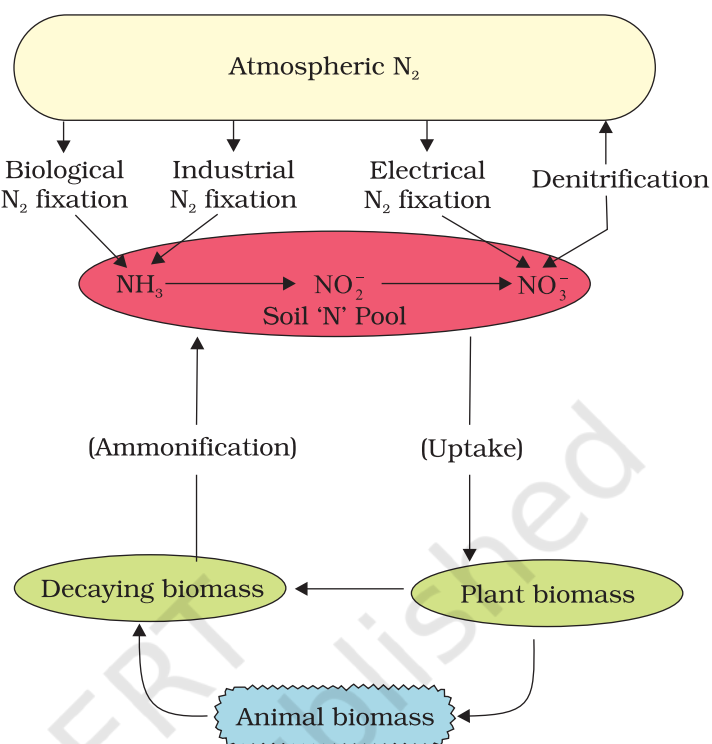 Atmospheric N₂
Biological
N₂ fixation
Industrial
N₂ fixation
Electrical
N₂ fixation
Denitrification
NH₃
NO₂⁻
NO₃⁻
Soil ‘N’ Pool
(Ammonification)
(Uptake)
Decaying biomass
Plant biomass
Animal biomass